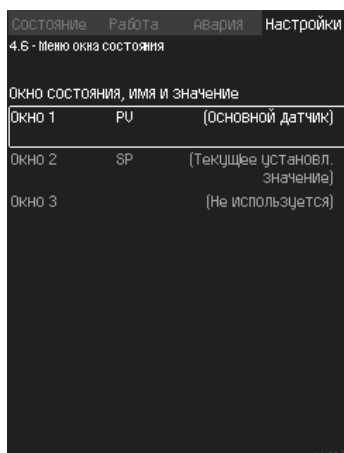 Состояние Работа Авария Настройки
4.6 - Меню окна состояния
Окно состояния, имя и значение
Окно 1 PV (Основной датчик)
Окно 2 SP (Текущее установл.
значение)
Окно 3 (Не используется)